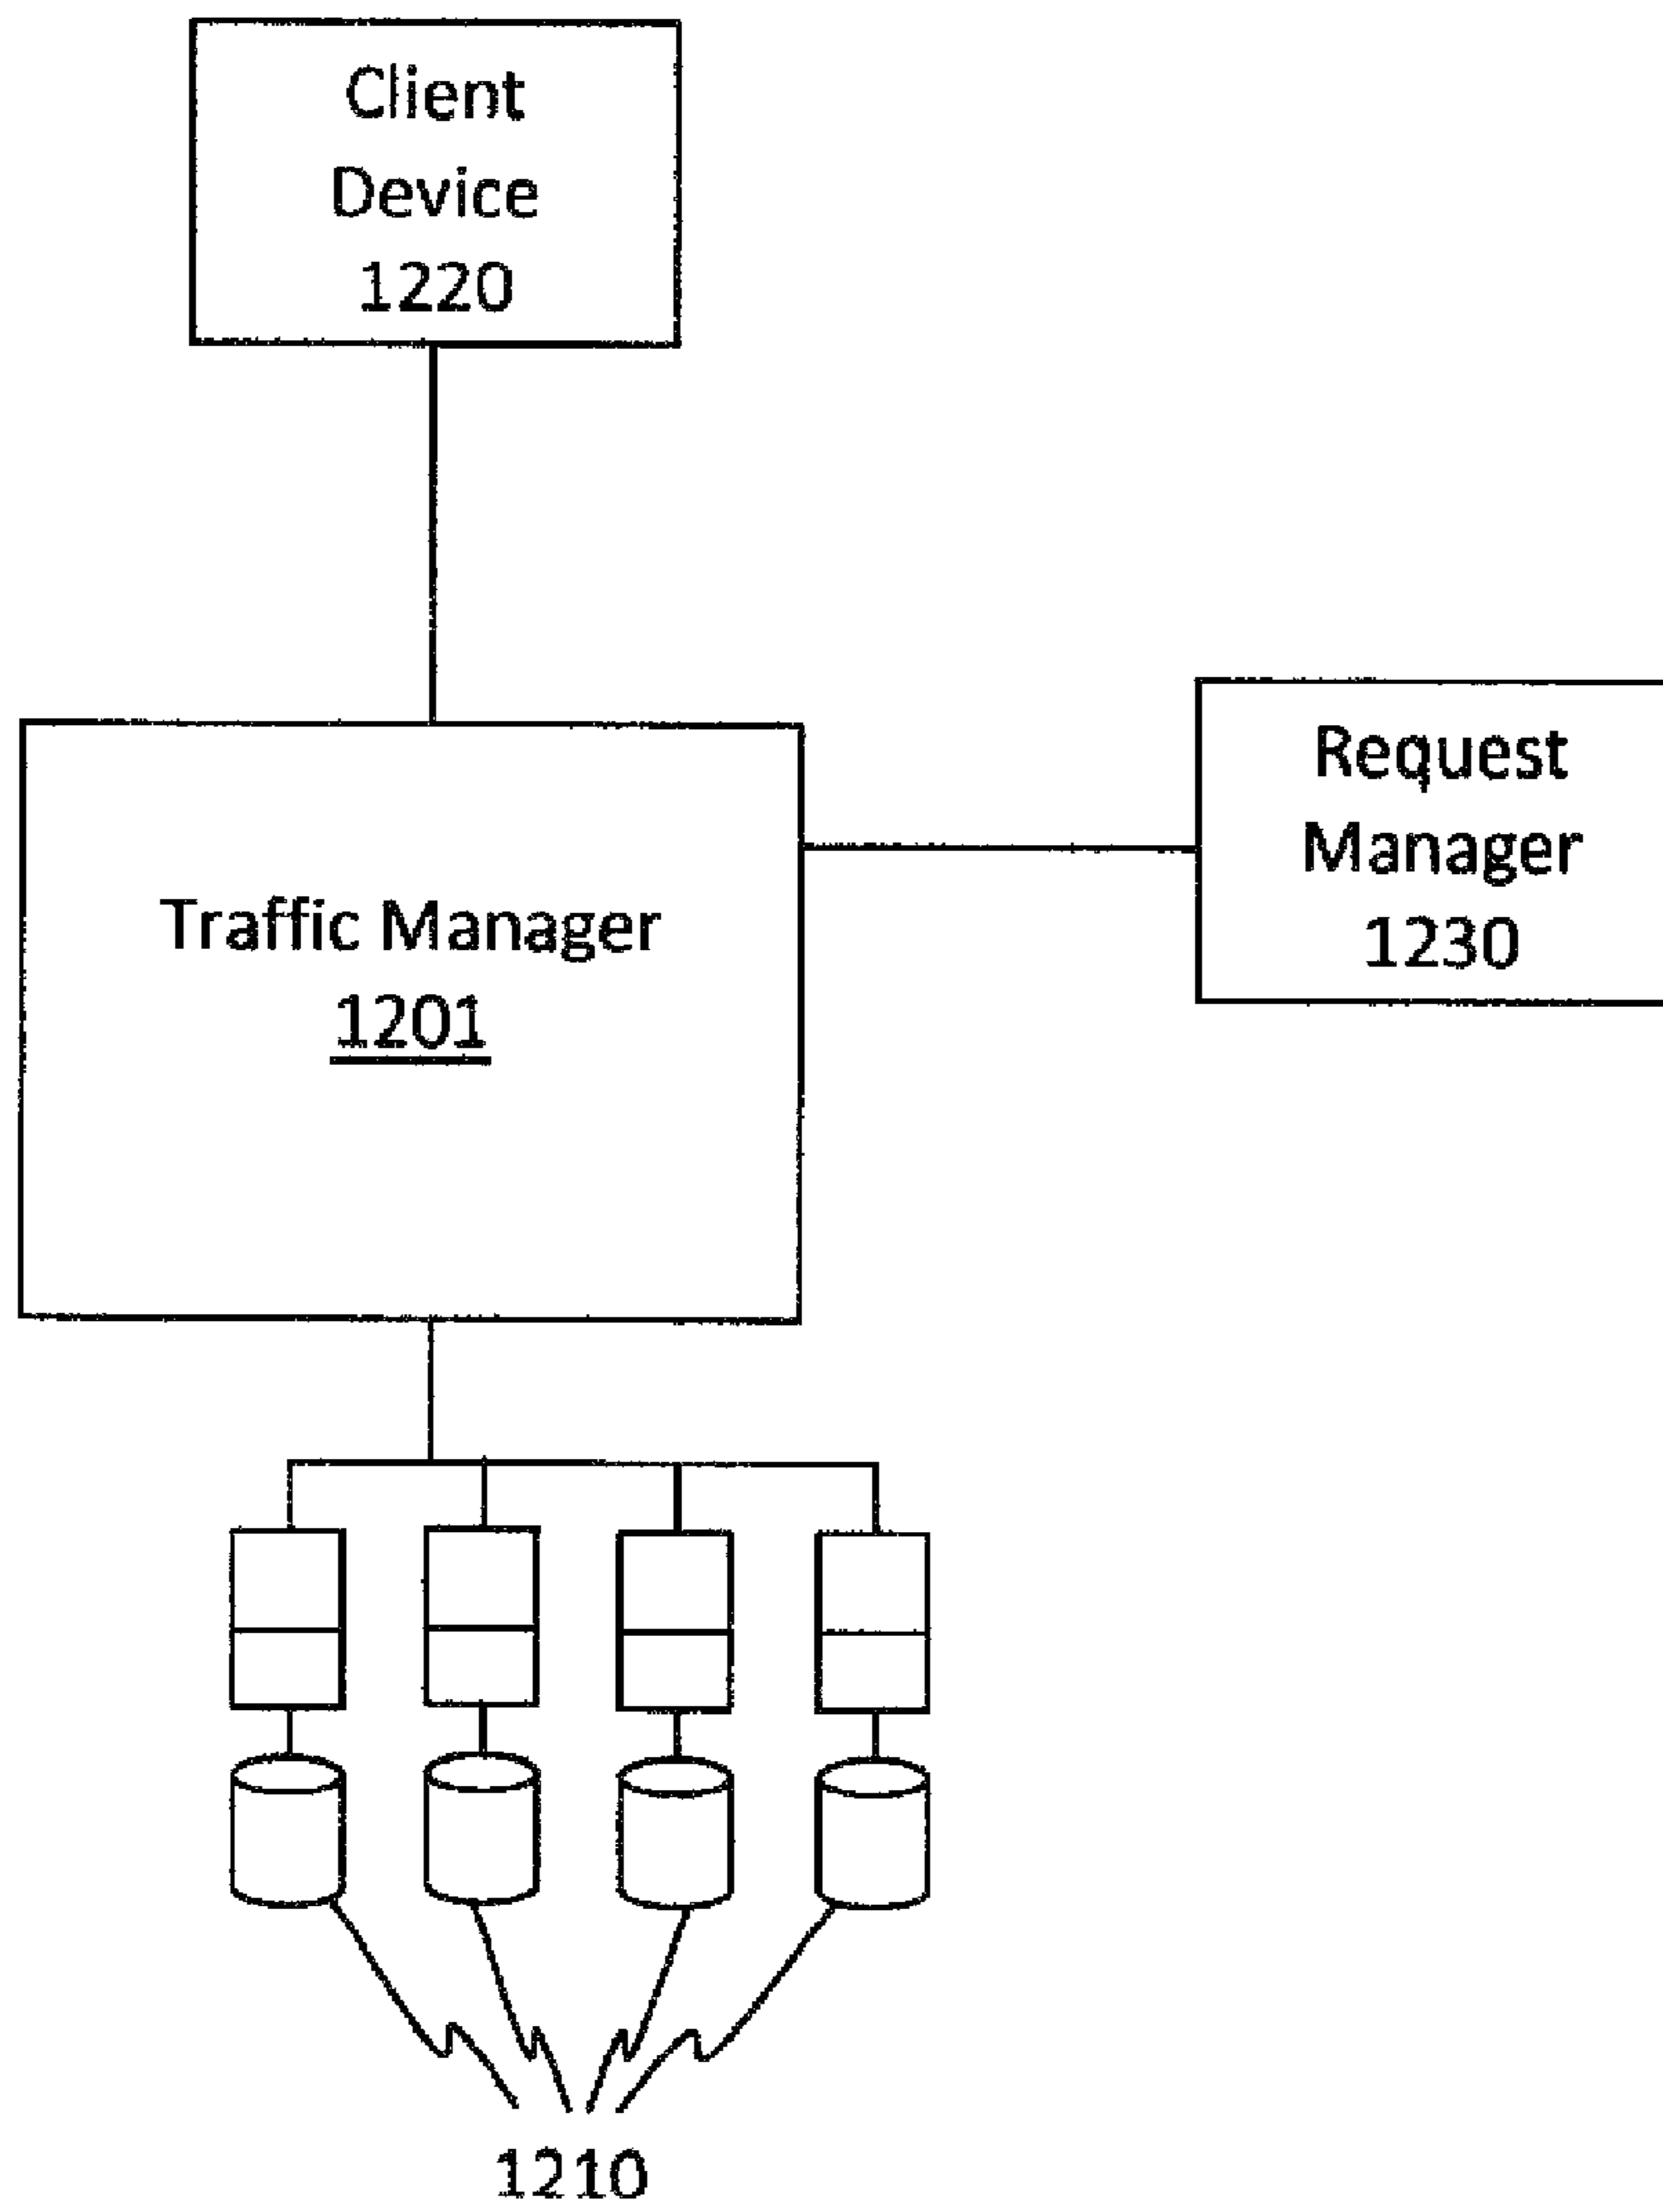 Client
Device
1220
Request
Manager
1230
Traffic Manager
1201
1210